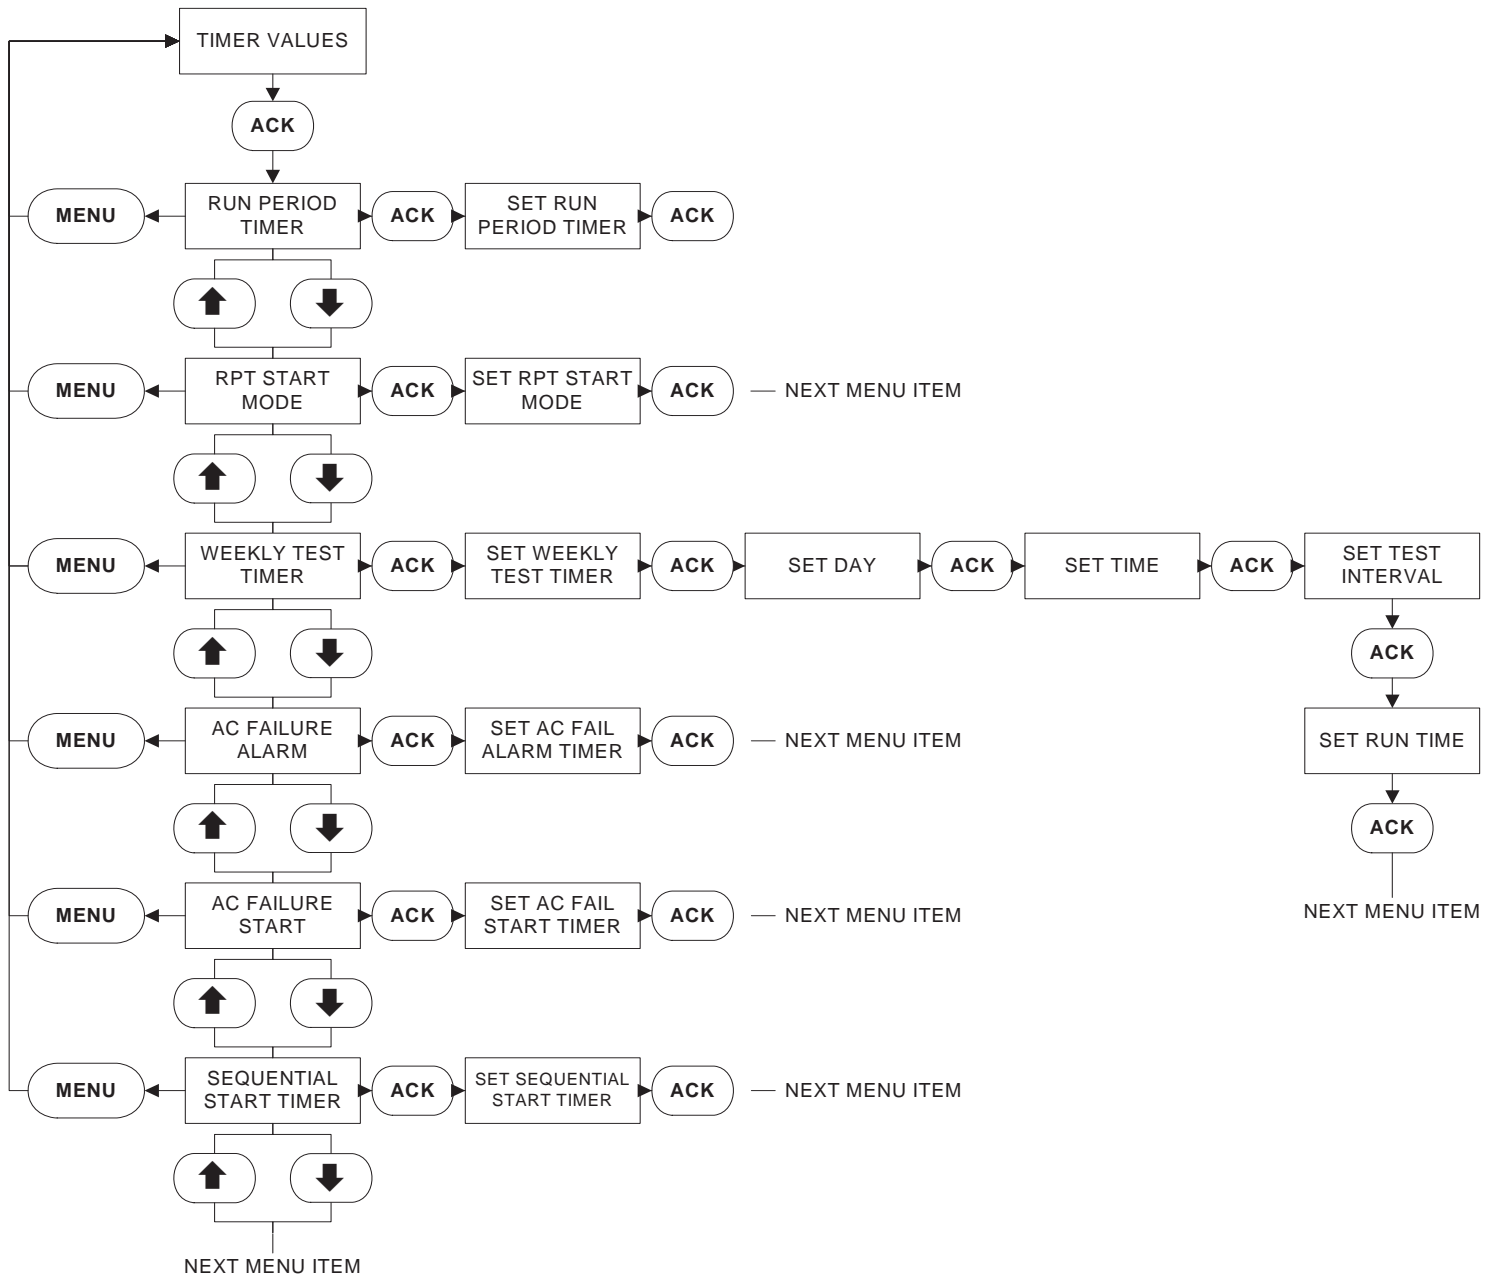 TIMER VALUES
ACK
MENU
RUN PERIOD
TIMER
ACK
SET RUN
PERIOD TIMER
ACK
MENU
RPT START
MODE
ACK
SET RPT START
MODE
ACK
NEXT MENU ITEM
MENU
WEEKLY TEST
TIMER
ACK
SET WEEKLY
TEST TIMER
ACK
SET DAY
ACK
SET TIME
ACK
SET TEST
INTERVAL
ACK
SET RUN TIME
ACK
NEXT MENU ITEM
MENU
AC FAILURE
ALARM
ACK
SET AC FAIL
ALARM TIMER
ACK
NEXT MENU ITEM
MENU
AC FAILURE
START
ACK
SET AC FAIL
START TIMER
ACK
NEXT MENU ITEM
MENU
SEQUENTIAL
START TIMER
ACK
SET SEQUENTIAL
START TIMER
ACK
NEXT MENU ITEM
NEXT MENU ITEM